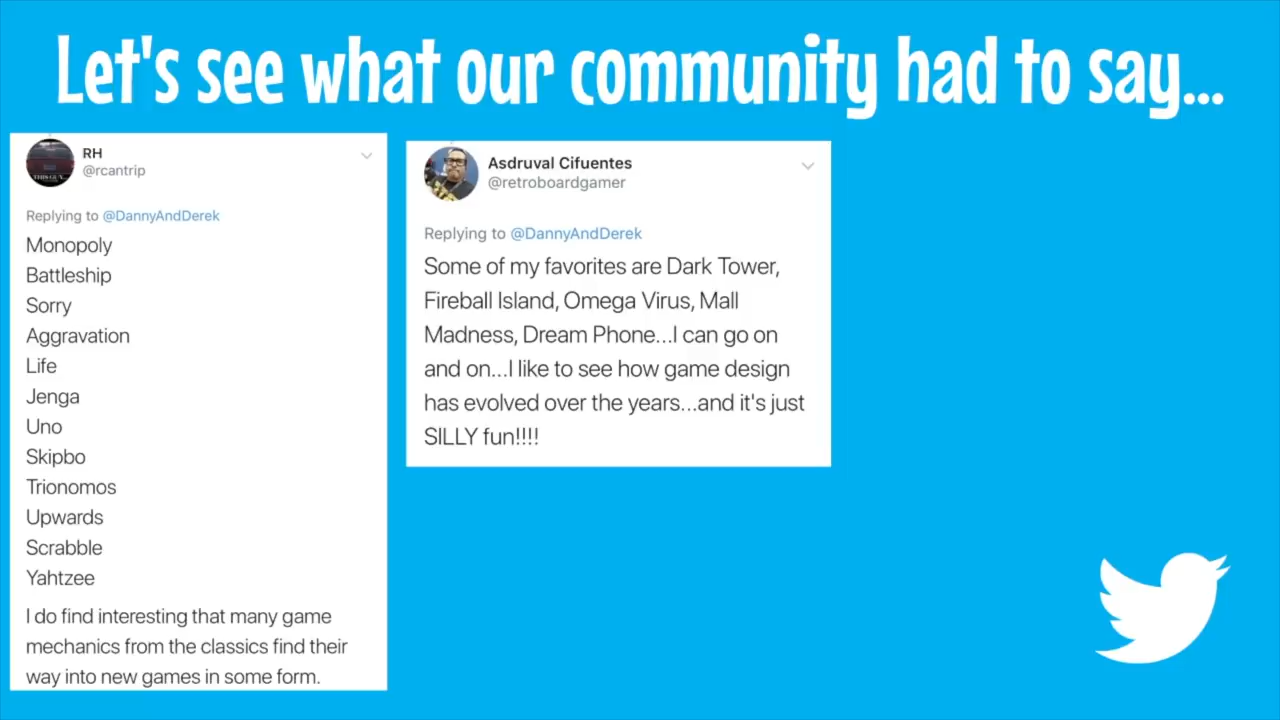 Let's see what our community had to say...
RH
@rcantrip
Replying to @DannyAndDerek
Monopoly
Battleship
Sorry
Aggravation
Life
Jenga
Uno
Skipbo
Trionomos
Upwards
Scrabble
Yahtzee
I do find interesting that many game
mechanics from the classics find their
way into new games in some form.
Asdruval Cifuentes
@retroboardgamer
Replying to @DannyAndDerek
Some of my favorites are Dark Tower,
Fireball Island, Omega Virus, Mall
Madness, Dream Phone...I can go on
and on...I like to see how game design
has evolved over the years...and it's just
SILLY fun!!!!